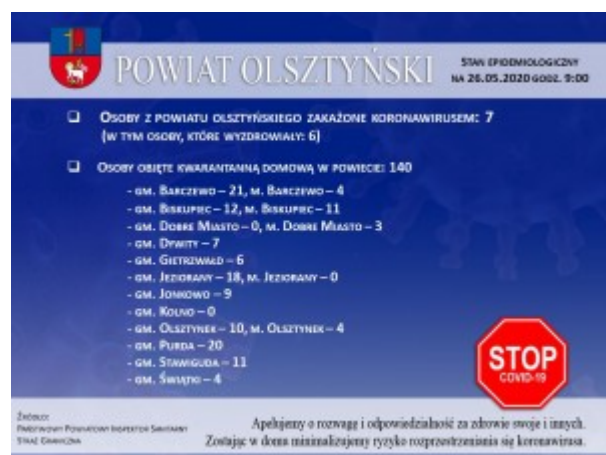 POWIAT OLSZTYŃSKI
STAN EPIDEMIOLOGICZNY
NA 26.05.2020 GODZ. 9:00
OSOBY Z POWIATU OLSZTYŃSKIEGO ZAKAŻONE KORONAWIRUSEM: 7
(W TYM OSOBY, KTÓRE WYZDROWIAŁY: 6)
OSOBY OBJĘTE KWARANTANNĄ DOMOWĄ W POWIECIE: 140
- GM. BARCZEWO – 21, M. BARCZEWO – 4
- GM. BISKUPIEC – 12, M. BISKUPIEC – 11
- GM. DOBRE MIASTO – 0, M. DOBRE MIASTO – 3
- GM. DYWITY – 7
- GM. GIETRZWAŁD – 6
- GM. JEZIORANY – 18, M. JEZIORANY – 0
- GM. JONKOWO – 9
- GM. KOLNO – 0
- GM. OLSZTYNEK – 10, M. OLSZTYNEK – 4
- GM. PURDA – 20
- GM. STAWIGUDA – 11
- GM. ŚWIĄTKI – 4
STOP
COVID-19
ŹRÓDŁO:
PAŃSTWOWY POWIATOWY INSPEKTOR SANITARNY
STRAŻ GRANICZNA
Apelujemy o rozwagę i odpowiedzialność za zdrowie swoje i innych.
Zostając w domu minimalizujemy ryzyko rozprzestrzeniania się koronawirusa.